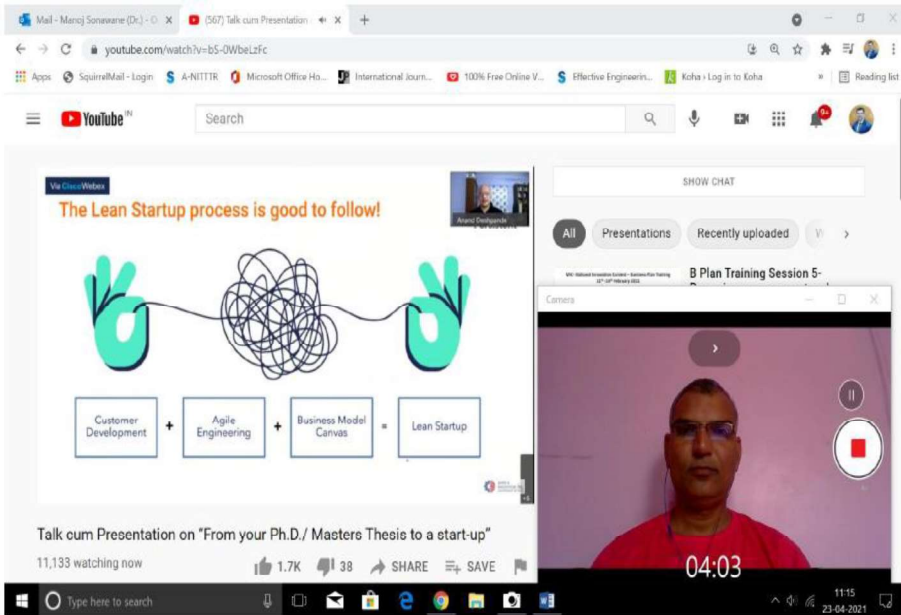 Mail - Manoj Sonawane (Dr.) - O
(567) Talk cum Presentation
youtube.com/watch?v=bS-0WbeLzFc
Apps
SquirrelMail - Login
A-NITTTR
Microsoft Office Ho...
International Journ...
100% Free Online V...
Effective Engineerin...
Koha › Log in to Koha
»
Reading list
YouTube IN
Search
9+
Via Cisco Webex
The Lean Startup process is good to follow!
Anand Deshpande
Customer
Development
+
Agile
Engineering
+
Business Model
Canvas
=
Lean Startup
SHOW CHAT
All
Presentations
Recently uploaded
B Plan Training Session 5-
Camera
04:03
Talk cum Presentation on "From your Ph.D./ Masters Thesis to a start-up"
11,133 watching now
1.7K
38
SHARE
SAVE
Type here to search
11:15
23-04-2021